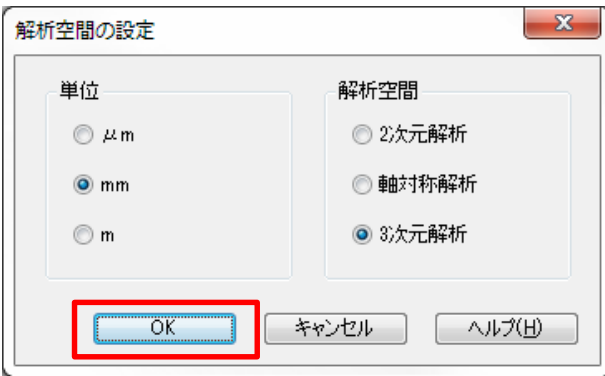 解析空間の設定
単位
μm
mm
m
解析空間
2次元解析
軸対称解析
3次元解析
OK
キャンセル
ヘルプ(H)